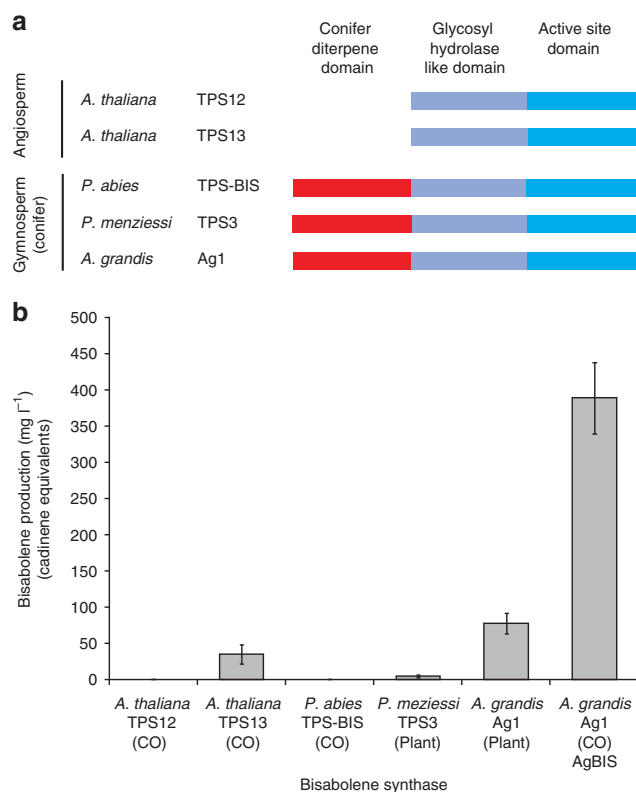 a
Conifer diterpene domain
Glycosyl hydrolase like domain
Active site domain
Angiosperm
A. thaliana TPS12
A. thaliana TPS13
Gymnosperm (conifer)
P. abies TPS-BIS
P. menziessi TPS3
A. grandis Ag1
b
Bisabolene production (mg l⁻¹)
(cadinene equivalents)
500
450
400
350
300
250
200
150
100
50
0
A. thaliana TPS12 (CO)
A. thaliana TPS13 (CO)
P. abies TPS-BIS (CO)
P. meziessi TPS3 (Plant)
A. grandis Ag1 (Plant)
A. grandis Ag1 (CO) AgBIS
Bisabolene synthase